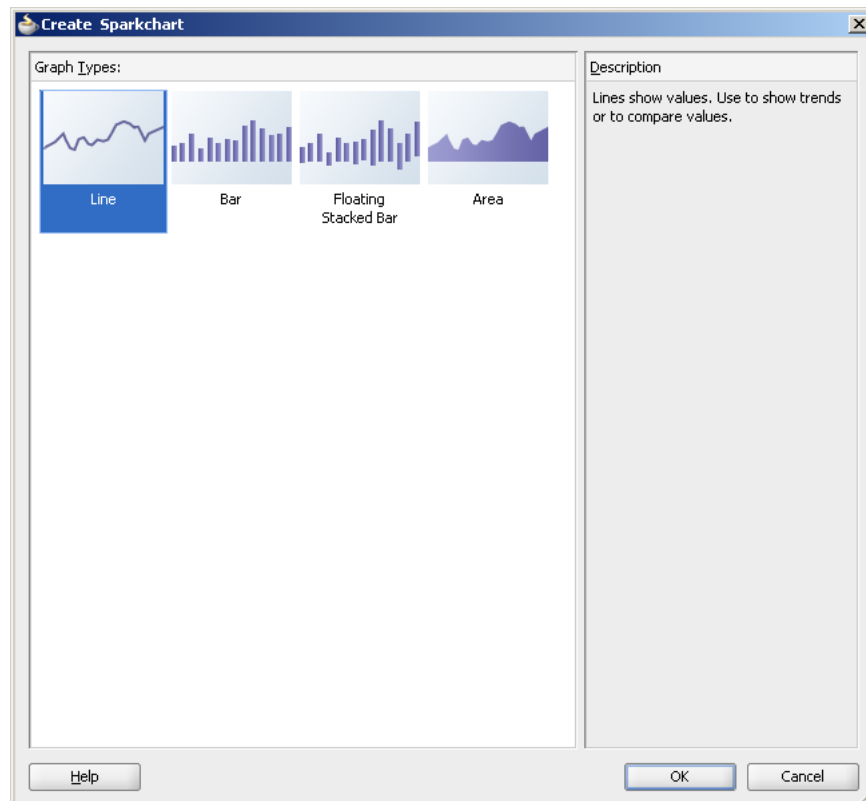 Create Sparkchart
Graph Types:
Line
Bar
Floating
Stacked Bar
Area
Description
Lines show values. Use to show trends
or to compare values.
Help
OK
Cancel